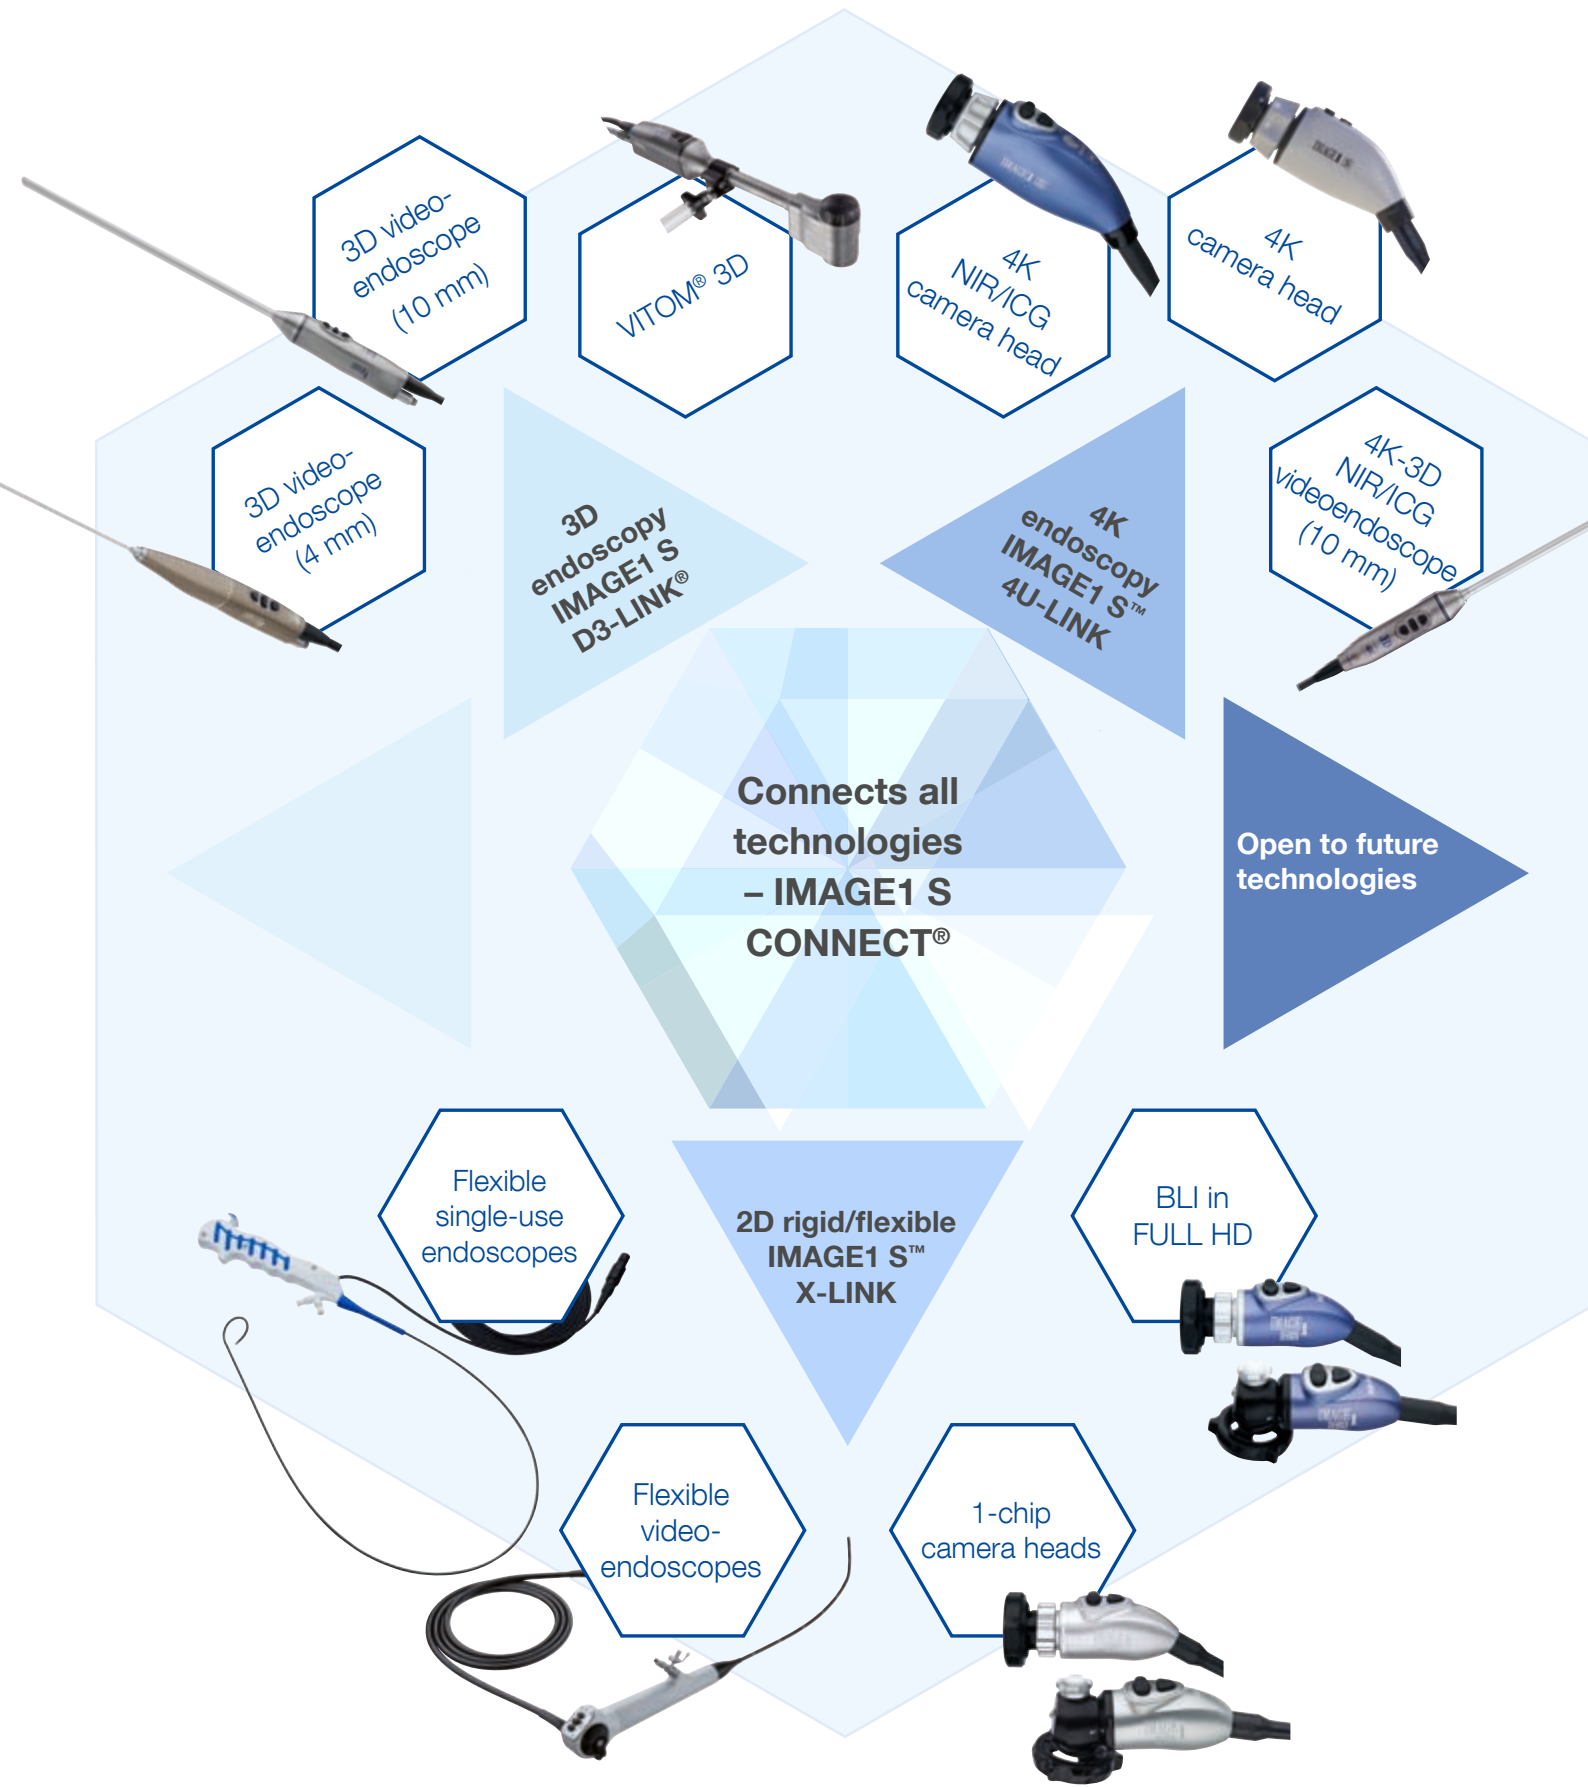 3D video-
endoscope
(10 mm)
VITOM® 3D
4K
NIR/ICG
camera head
4K
camera head
3D video-
endoscope
(4 mm)
4K-3D
NIR/ICG
videoendoscope
(10 mm)
3D
endoscopy
IMAGE1 S
D3-LINK®
4K
endoscopy
IMAGE1 S™
4U-LINK
Connects all
technologies
– IMAGE1 S
CONNECT®
Open to future
technologies
Flexible
single-use
endoscopes
2D rigid/flexible
IMAGE1 S™
X-LINK
BLI in
FULL HD
Flexible
video-
endoscopes
1-chip
camera heads
IMAGE1 S